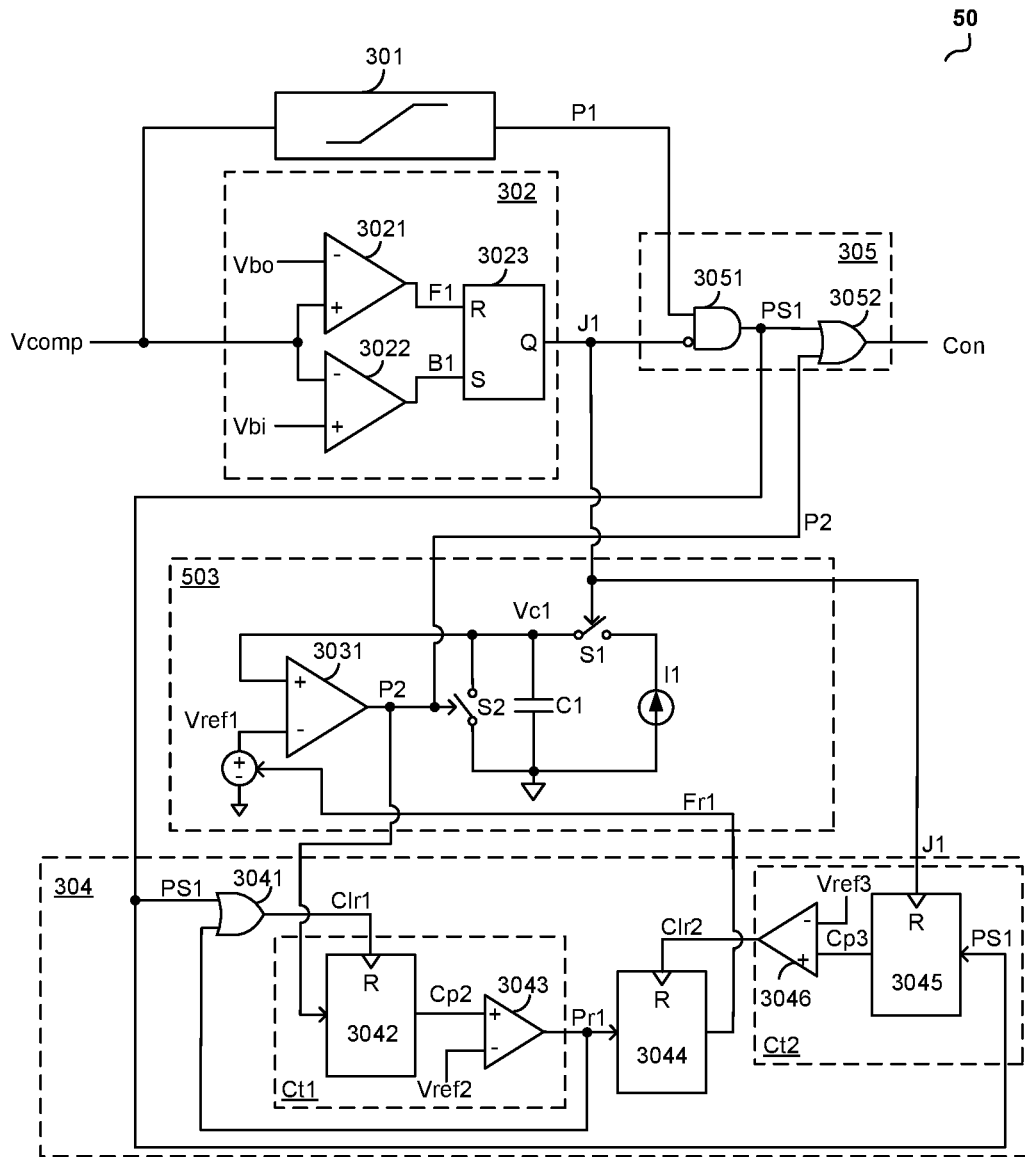 50
301
P1
302
3021
Vbo
-
+
F1
3023
R
Q
S
3022
B1
-
+
Vbi
Vcomp
J1
305
3051
PS1
3052
Con
P2
503
Vc1
S1
3031
+
-
P2
S2
C1
I1
Vref1
+
-
Fr1
J1
304
PS1
3041
Clr1
R
3042
Cp2
3043
+
-
Vref2
Ct1
Pr1
Clr2
R
3044
Vref3
-
Cp3
+
3046
R
3045
PS1
Ct2